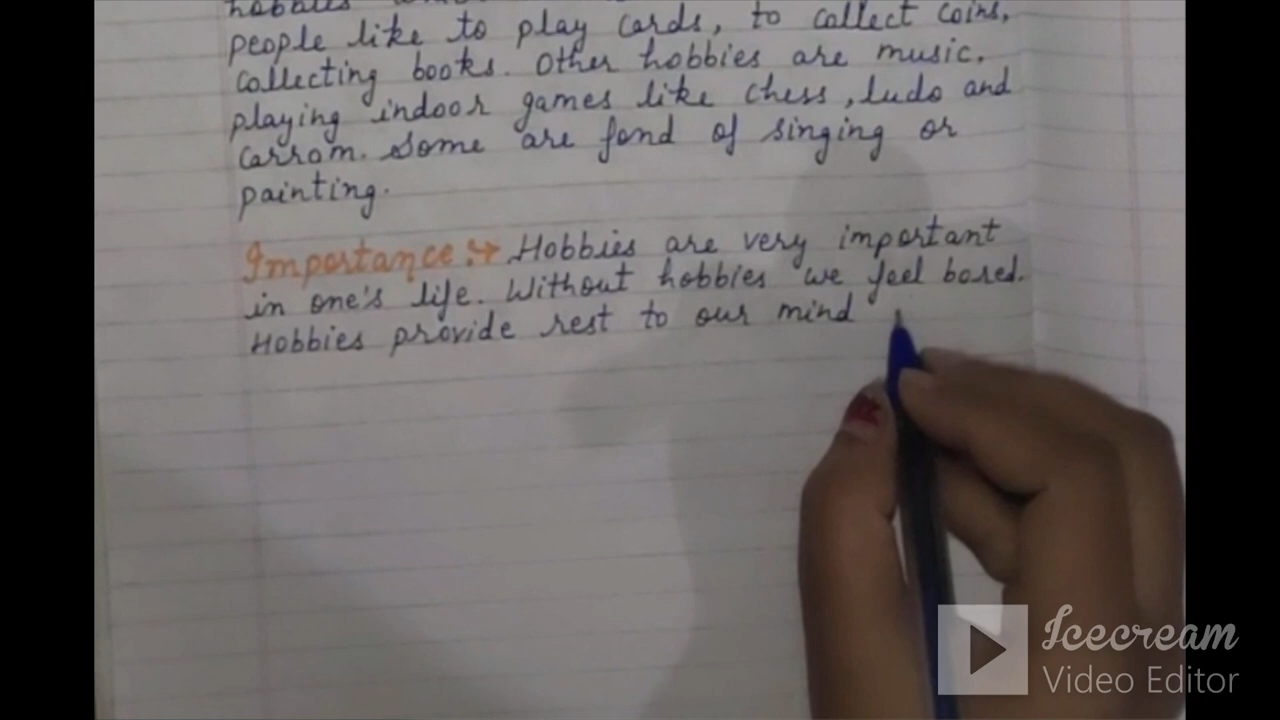 hobbies
people like to play cards, to collect coins,
collecting books. Other hobbies are music,
playing indoor games like chess, ludo and
carrom. Some are fond of singing or
painting.
Importance :→ Hobbies are very important
in one's life. Without hobbies we feel bored.
Hobbies provide rest to our mind
Icecream
Video Editor